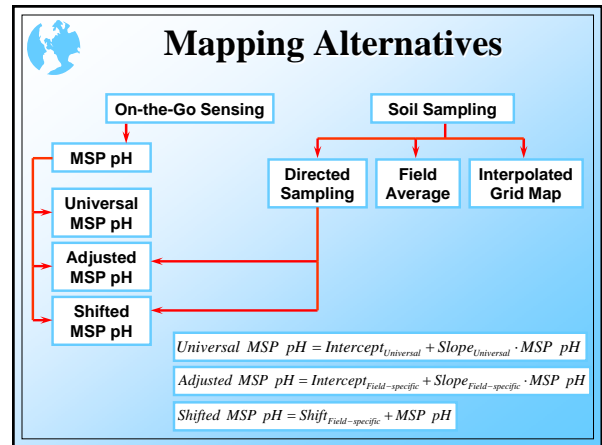 Mapping Alternatives
On-the-Go Sensing
Soil Sampling
MSP pH
Directed
Sampling
Field
Average
Interpolated
Grid Map
Universal
MSP pH
Adjusted
MSP pH
Shifted
MSP pH
Universal MSP pH = Intercept_Universal + Slope_Universal · MSP pH
Adjusted MSP pH = Intercept_Field−specific + Slope_Field−specific · MSP pH
Shifted MSP pH = Shift_Field−specific + MSP pH